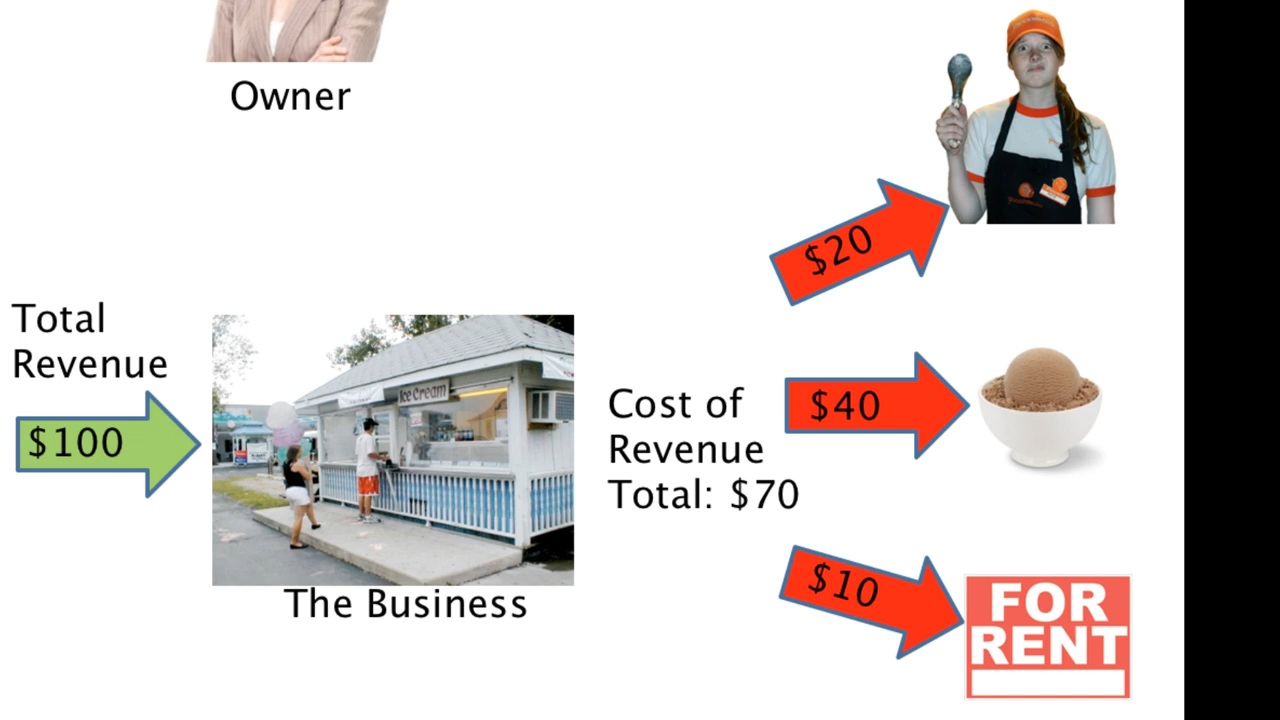 Owner
$20
Total
Revenue
$100
Ice Cream
Cost of
Revenue
Total: $70
$40
The Business
$10
FOR
RENT